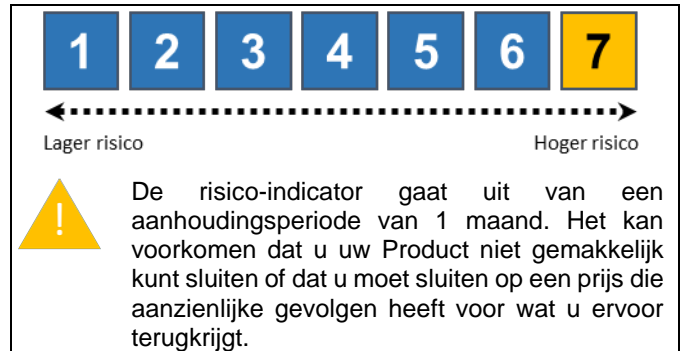 1 2 3 4 5 6 7
Lager risico Hoger risico
! De risico-indicator gaat uit van een
aanhoudingsperiode van 1 maand. Het kan
voorkomen dat u uw Product niet gemakkelijk
kunt sluiten of dat u moet sluiten op een prijs die
aanzienlijke gevolgen heeft voor wat u ervoor
terugkrijgt.